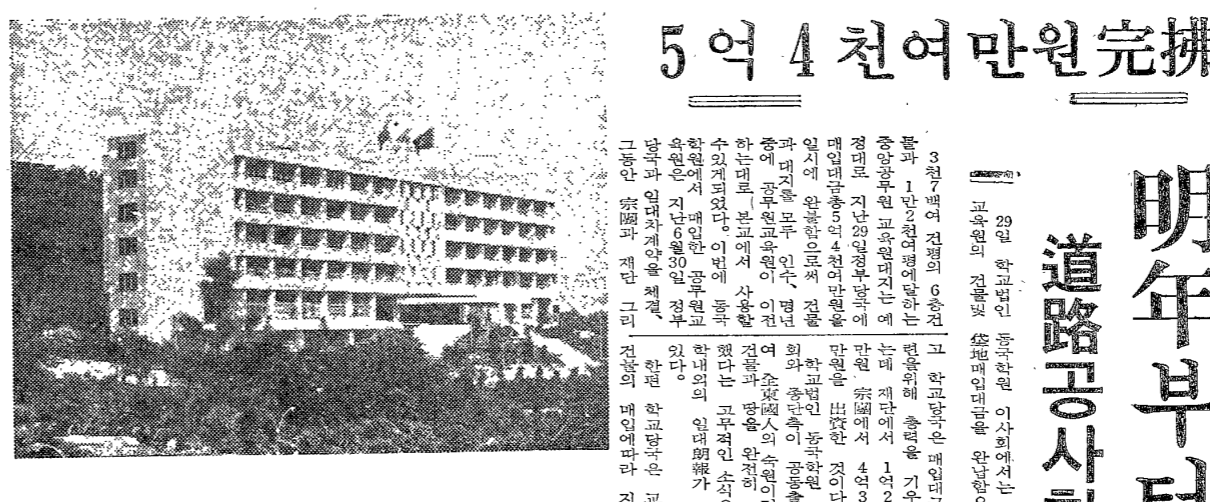 5억4천여만원完拂
明午부터
道路공사
29일 학교법인 동국학원 이사회에서는
교육원의 건물및 垈地매입대금을 완납함으
3천7백여 건평의 6층건
물과 1만2천여평에달하는
중앙공무원 교육원대지는 예
정대로 지난29일정부당국에
매입대금총5억4천여만원을
일시에 완불함으로써 건물
과 대지를 모두 인수, 명년
중에 공무원교육원이 이전
하는대로 본교에서 사용할
수있게되었다. 이번에 동국
학원에서 매입한 공무원교
육원은 지난6월30일 정부
당국과 임대차계약을 체결,
그동안 宗團과 재단 그리
고 학교당국은 매입대
련을위해 총력을 기우
는데 재단에서 1억2
만원 宗團에서 4억3
만원을 出資한 것이다
학교법인 동국학원
회와 종단측이 공동출
여 全東國人의 숙원이
건물과 땅을 완전히
했다는 고무적인 소식
학내외의 일대朗報가
있다.
한편 학교당국은 교
건물의 매입에따라 지